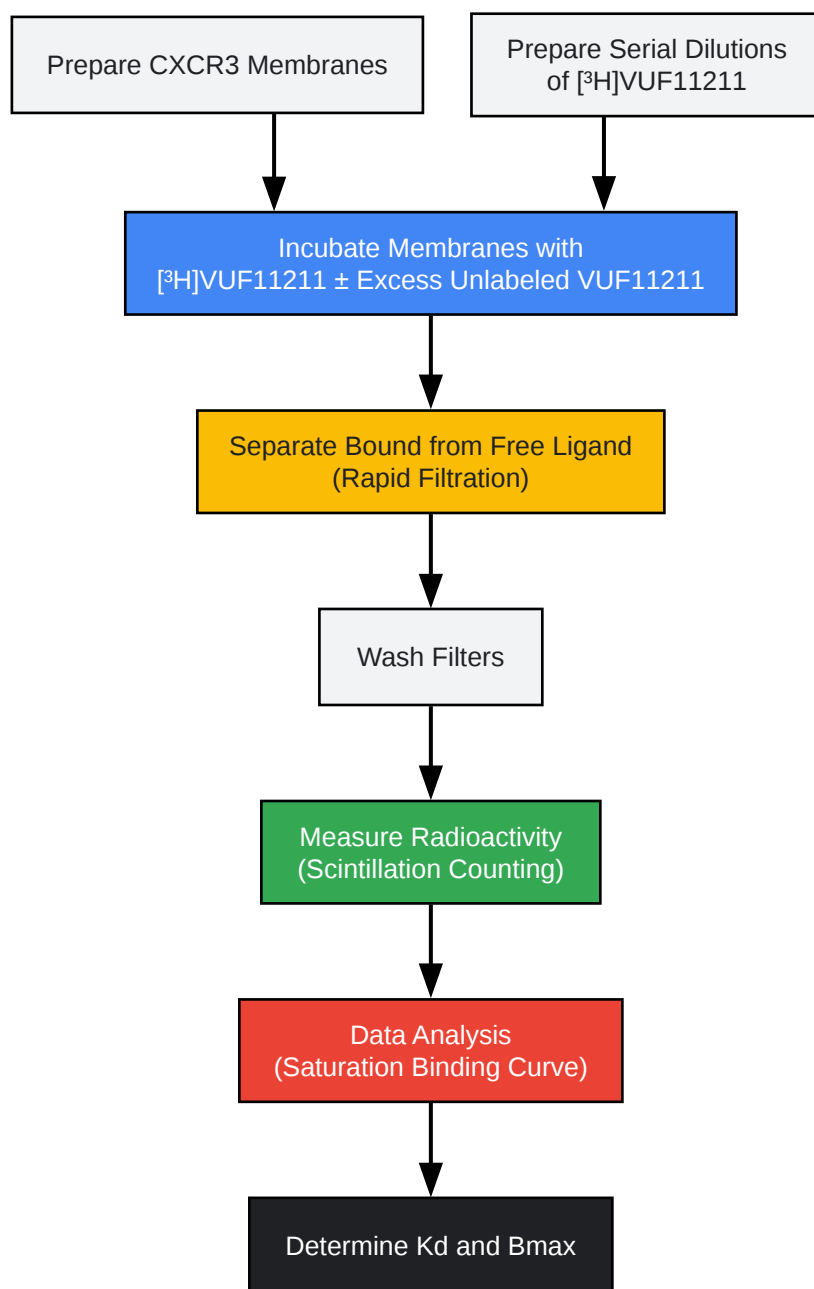 Prepare CXCR3 Membranes
Prepare Serial Dilutions
of [³H]VUF11211
Incubate Membranes with
[³H]VUF11211 ± Excess Unlabeled VUF11211
Separate Bound from Free Ligand
(Rapid Filtration)
Wash Filters
Measure Radioactivity
(Scintillation Counting)
Data Analysis
(Saturation Binding Curve)
Determine Kd and Bmax